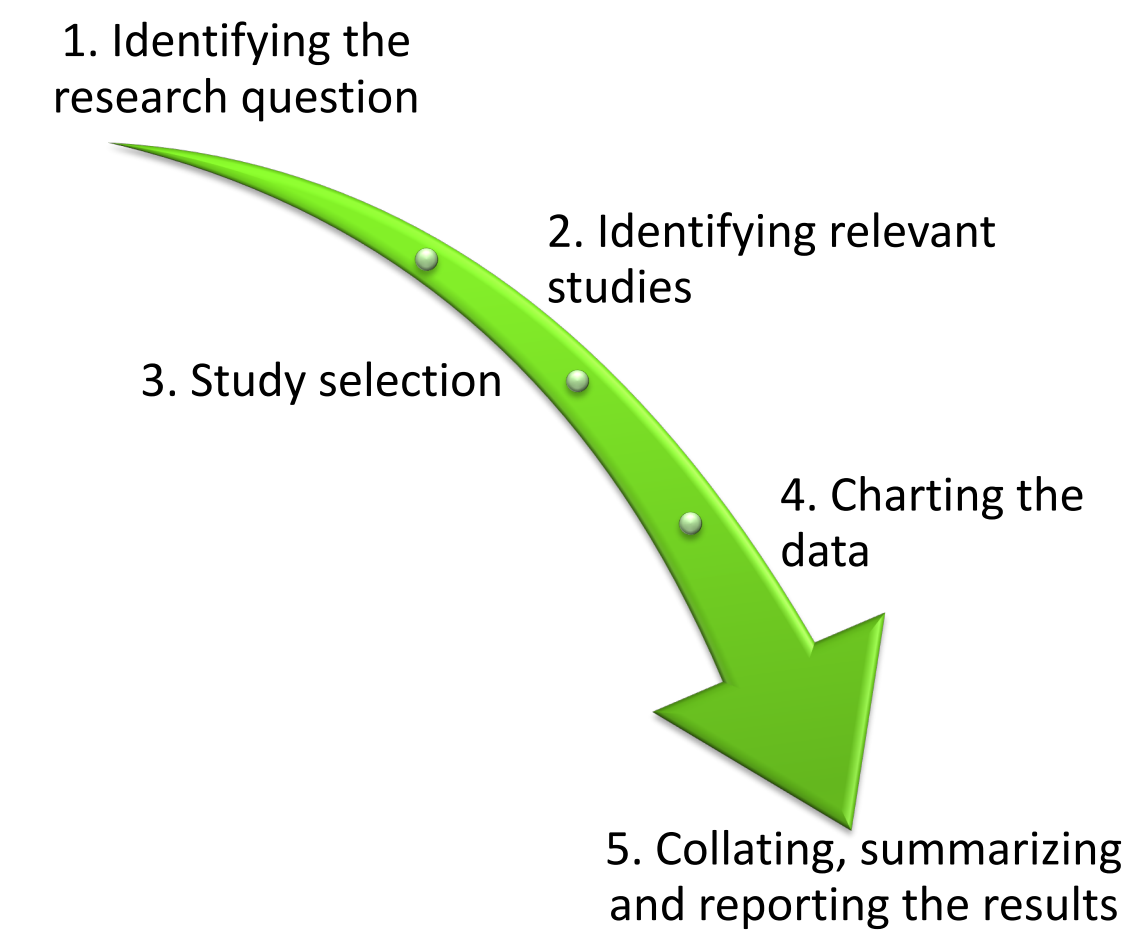 1. Identifying the
research question
2. Identifying relevant
studies
3. Study selection
4. Charting the
data
5. Collating, summarizing
and reporting the results